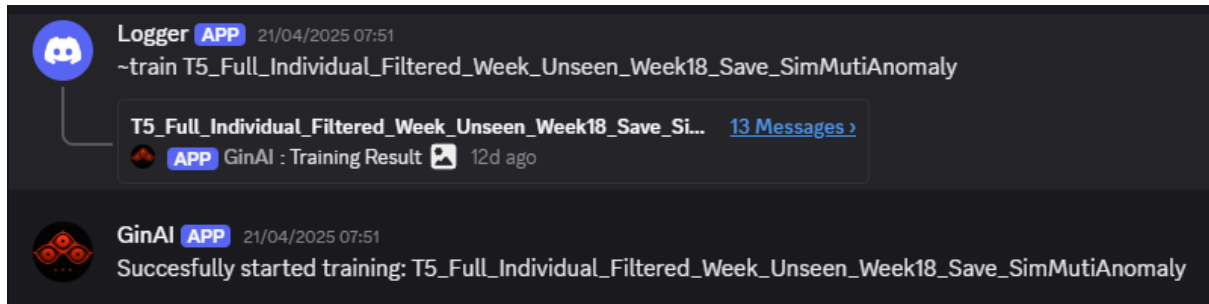 Logger APP 21/04/2025 07:51
~train T5_Full_Individual_Filtered_Week_Unseen_Week18_Save_SimMutiAnomaly
T5_Full_Individual_Filtered_Week_Unseen_Week18_Save_Si... 13 Messages ›
APP GinAI : Training Result 12d ago
GinAI APP 21/04/2025 07:51
Succesfully started training: T5_Full_Individual_Filtered_Week_Unseen_Week18_Save_SimMutiAnomaly